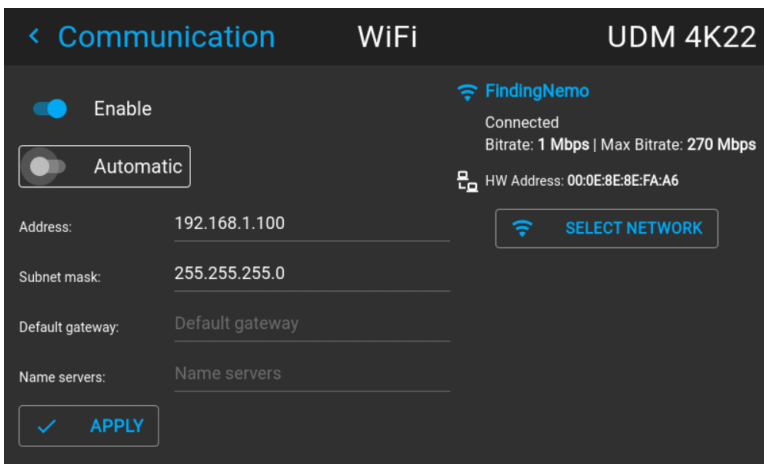 Communication WiFi UDM 4K22
Enable
Automatic
Address: 192.168.1.100
Subnet mask: 255.255.255.0
Default gateway: Default gateway
Name servers: Name servers
APPLY
FindingNemo
Connected
Bitrate: 1 Mbps | Max Bitrate: 270 Mbps
HW Address: 00:0E:8E:8E:FA:A6
SELECT NETWORK